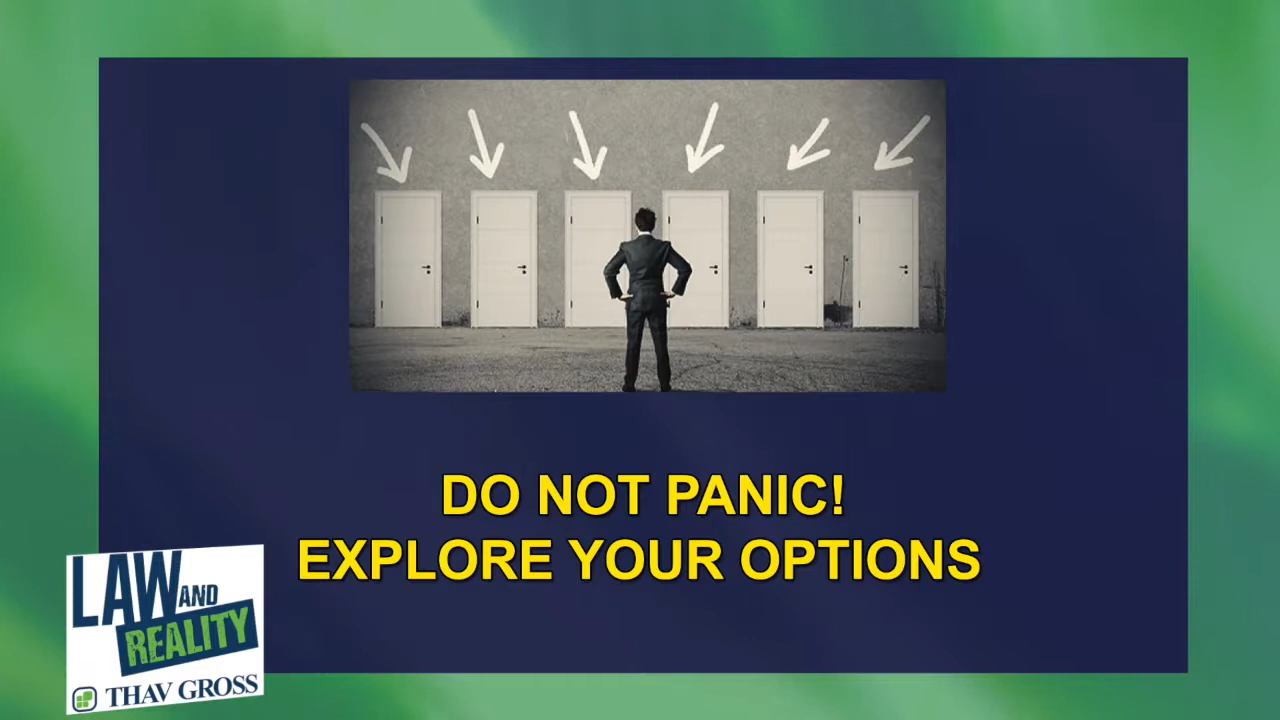 DO NOT PANIC!
EXPLORE YOUR OPTIONS
LAW AND
REALITY
THAV GROSS